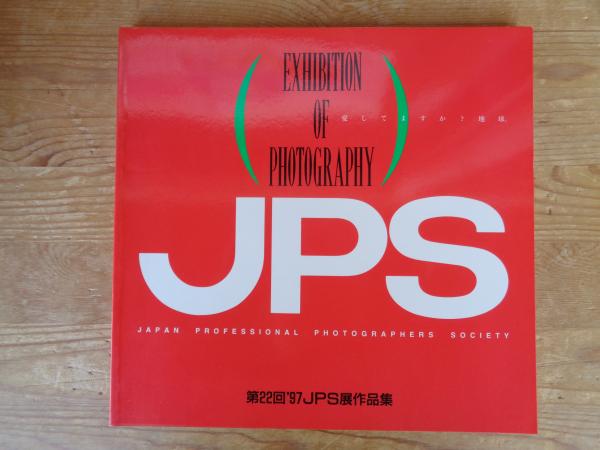 EXHIBITION
OF
PHOTOGRAPHY
愛してますか?地球。
JPS
JAPAN PROFESSIONAL PHOTOGRAPHERS SOCIETY
第22回'97JPS展作品集